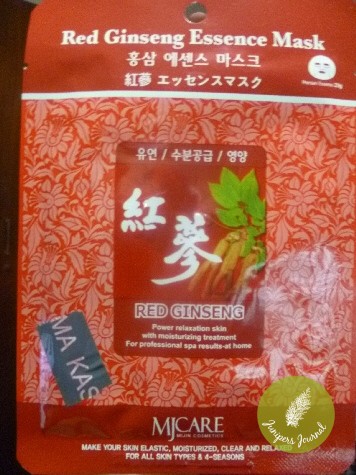 Red Ginseng Essence Mask
홍삼 에센스 마스크
紅蔘 エッセンスマスク
유연 / 수분공급 / 영양
紅
蔘
RED GINSENG
Power relaxation skin
with moisturizing treatment
For professional spa results-at home
MA KAS
MJCARE
MIJIN COSMETICS
MAKE YOUR SKIN ELASTIC, MOISTURIZED, CLEAR AND RELAXED
FOR ALL SKIN TYPES & 4-SEASONS
Junipers Journal